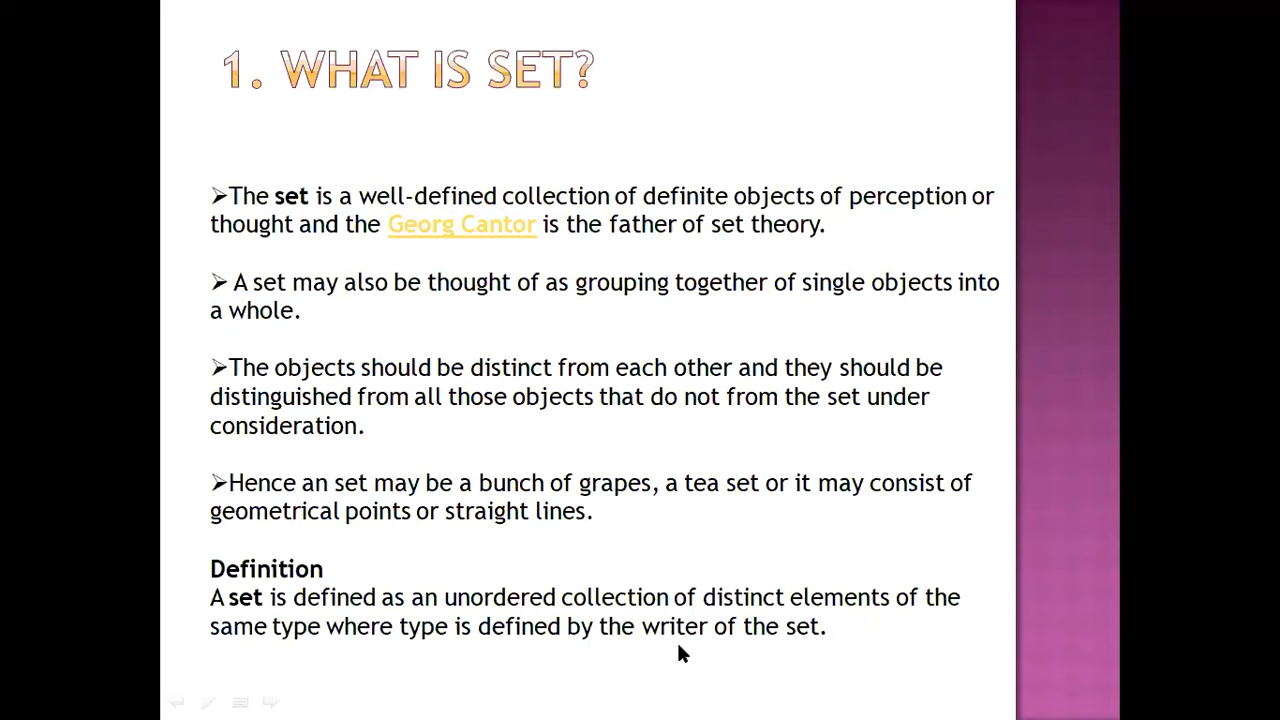 1. WHAT IS SET?
➢The set is a well-defined collection of definite objects of perception or
thought and the Georg Cantor is the father of set theory.
➢ A set may also be thought of as grouping together of single objects into
a whole.
➢The objects should be distinct from each other and they should be
distinguished from all those objects that do not from the set under
consideration.
➢Hence an set may be a bunch of grapes, a tea set or it may consist of
geometrical points or straight lines.
Definition
A set is defined as an unordered collection of distinct elements of the
same type where type is defined by the writer of the set.